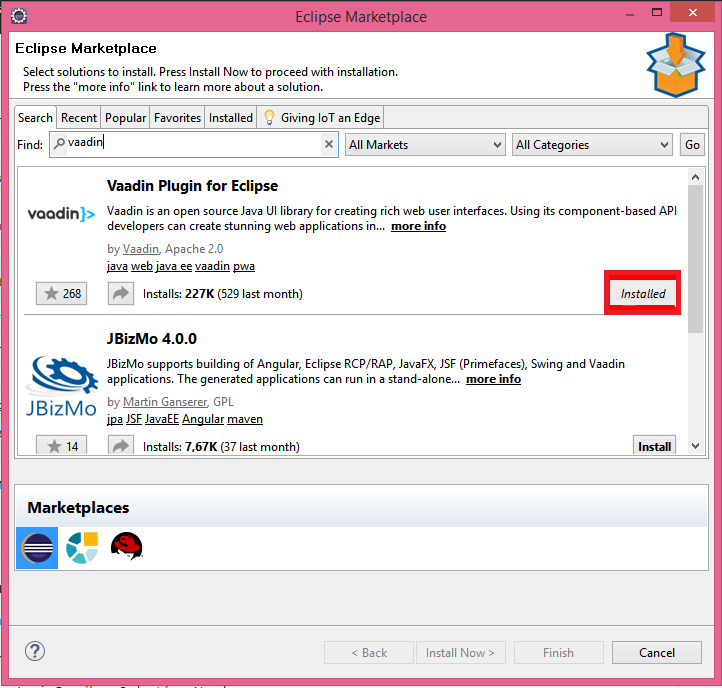 Eclipse Marketplace
Eclipse Marketplace
Select solutions to install. Press Install Now to proceed with installation.
Press the "more info" link to learn more about a solution.
Search Recent Popular Favorites Installed Giving IoT an Edge
Find: vaadin All Markets All Categories Go
Vaadin Plugin for Eclipse
vaadin}>
Vaadin is an open source Java UI library for creating rich web user interfaces. Using its component-based API
developers can create stunning web applications in... more info
by Vaadin, Apache 2.0
java web java ee vaadin pwa
268 Installs: 227K (529 last month) Installed
JBizMo 4.0.0
JBizMo supports building of Angular, Eclipse RCP/RAP, JavaFX, JSF (Primefaces), Swing and Vaadin
applications. The generated applications can run in a stand-alone... more info
JBIZMO
by Martin Ganserer, GPL
jpa JSF JavaEE Angular maven
14 Installs: 7,67K (37 last month) Install
Marketplaces
< Back Install Now > Finish Cancel